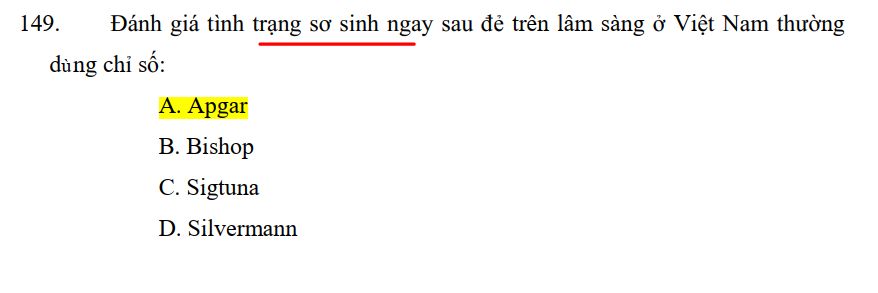 149. Đánh giá tình trạng sơ sinh ngay sau đẻ trên lâm sàng ở Việt Nam thường
dùng chỉ số:
A. Apgar
B. Bishop
C. Sigtuna
D. Silvermann